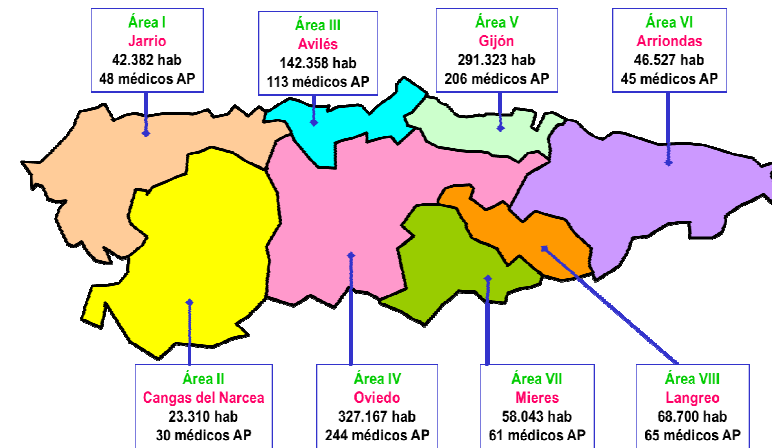 Área I
Jarrio
42.382 hab
48 médicos AP
Área III
Avilés
142.358 hab
113 médicos AP
Área V
Gijón
291.323 hab
206 médicos AP
Área VI
Arriondas
46.527 hab
45 médicos AP
Área II
Cangas del Narcea
23.310 hab
30 médicos AP
Área IV
Oviedo
327.167 hab
244 médicos AP
Área VII
Mieres
58.043 hab
61 médicos AP
Área VIII
Langreo
68.700 hab
65 médicos AP